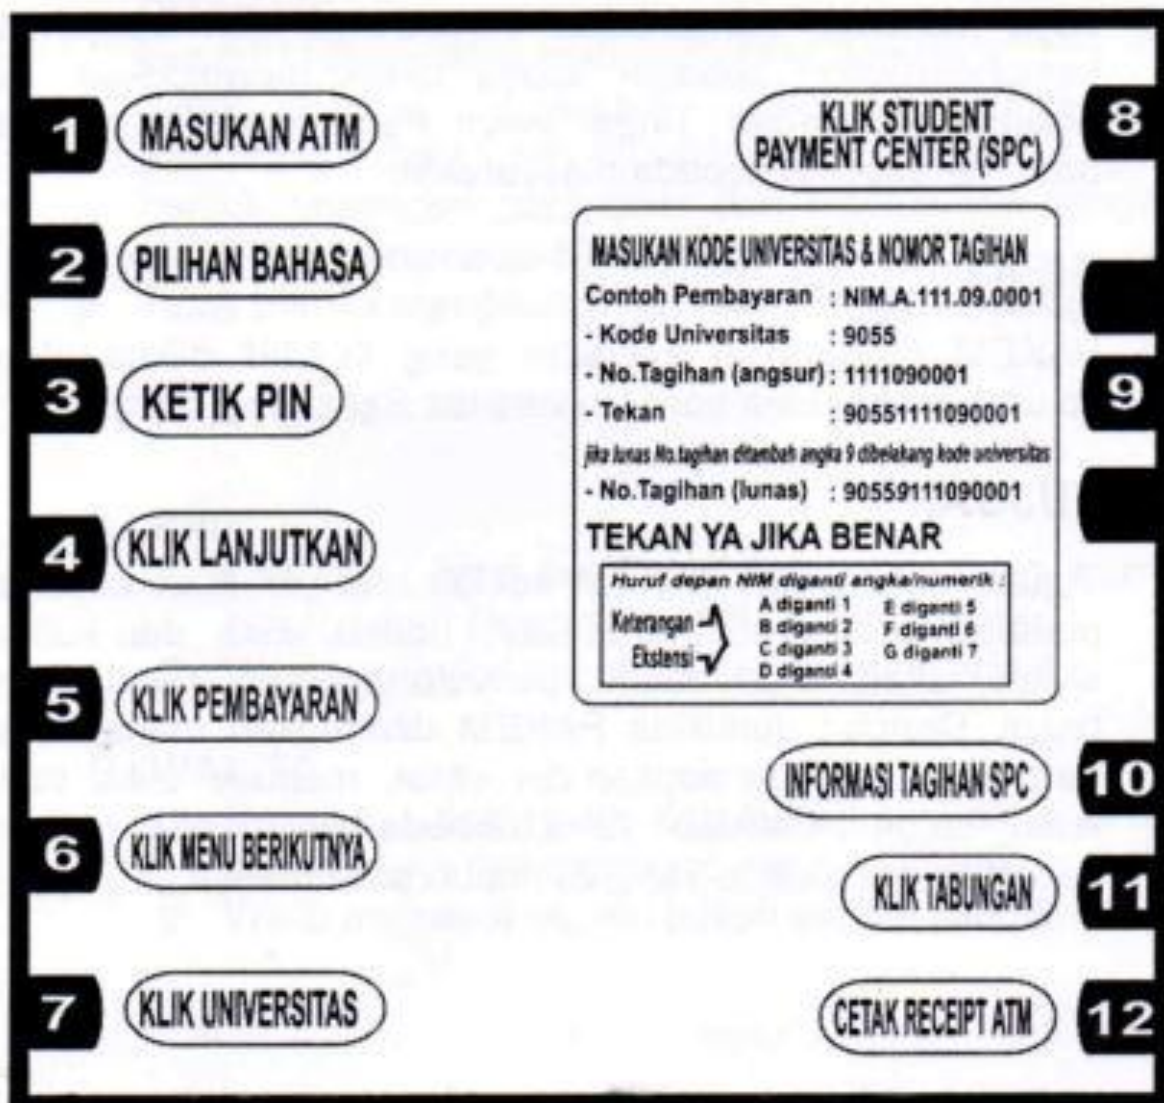 1 MASUKAN ATM
2 PILIHAN BAHASA
3 KETIK PIN
4 KLIK LANJUTKAN
5 KLIK PEMBAYARAN
6 KLIK MENU BERIKUTNYA
7 KLIK UNIVERSITAS
KLIK STUDENT 8
PAYMENT CENTER (SPC)
MASUKAN KODE UNIVERSITAS & NOMOR TAGIHAN
Contoh Pembayaran : NIM.A.111.09.0001
- Kode Universitas : 9055
- No.Tagihan (angsur) : 1111090001 9
- Tekan : 90551111090001
jika lunas No.tagihan ditambah angka 9 dibelakang kode universitas
- No.Tagihan (lunas) : 90559111090001
TEKAN YA JIKA BENAR
Huruf depan NIM diganti angka/numerik
Keterangan
Ekstensi
A diganti 1
B diganti 2
C diganti 3
D diganti 4
E diganti 5
F diganti 6
G diganti 7
INFORMASI TAGIHAN SPC 10
KLIK TABUNGAN 11
CETAK RECEIPT ATM 12